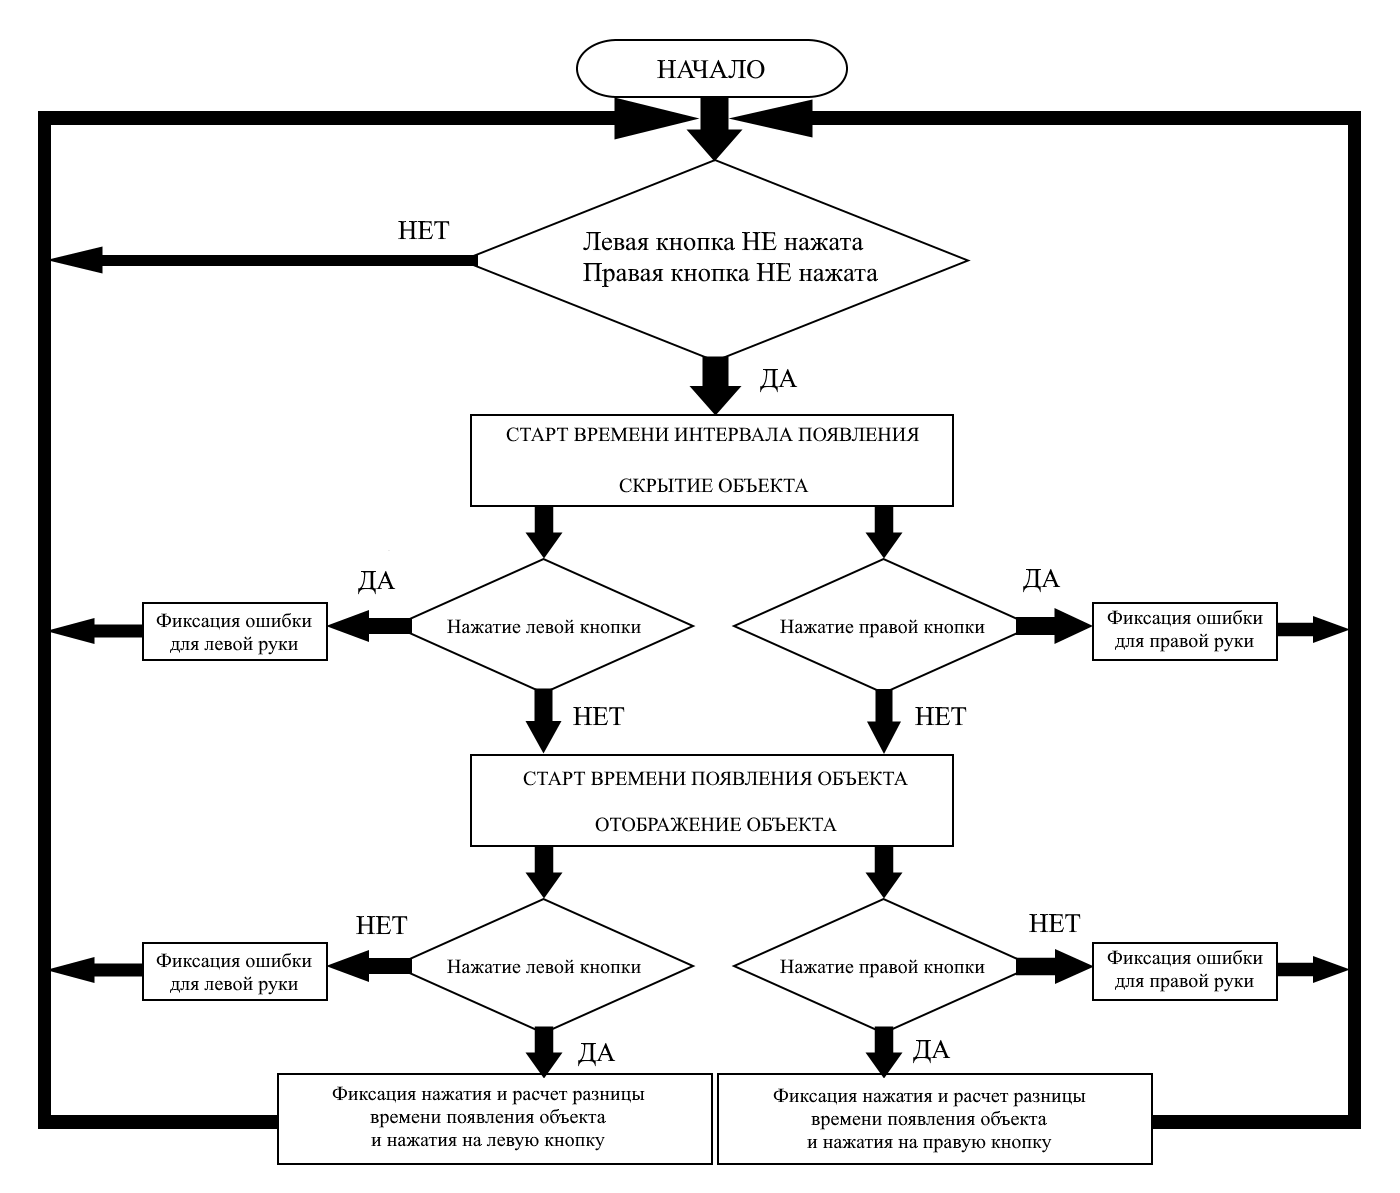 НАЧАЛО
НЕТ
Левая кнопка НЕ нажата
Правая кнопка НЕ нажата
ДА
СТАРТ ВРЕМЕНИ ИНТЕРВАЛА ПОЯВЛЕНИЯ
СКРЫТИЕ ОБЪЕКТА
ДА
ДА
Фиксация ошибки
для левой руки
Нажатие левой кнопки
Нажатие правой кнопки
Фиксация ошибки
для правой руки
НЕТ
НЕТ
СТАРТ ВРЕМЕНИ ПОЯВЛЕНИЯ ОБЪЕКТА
ОТОБРАЖЕНИЕ ОБЪЕКТА
НЕТ
НЕТ
Фиксация ошибки
для левой руки
Нажатие левой кнопки
Нажатие правой кнопки
Фиксация ошибки
для правой руки
ДА
ДА
Фиксация нажатия и расчет разницы
времени появления объекта
и нажатия на левую кнопку
Фиксация нажатия и расчет разницы
времени появления объекта
и нажатия на правую кнопку